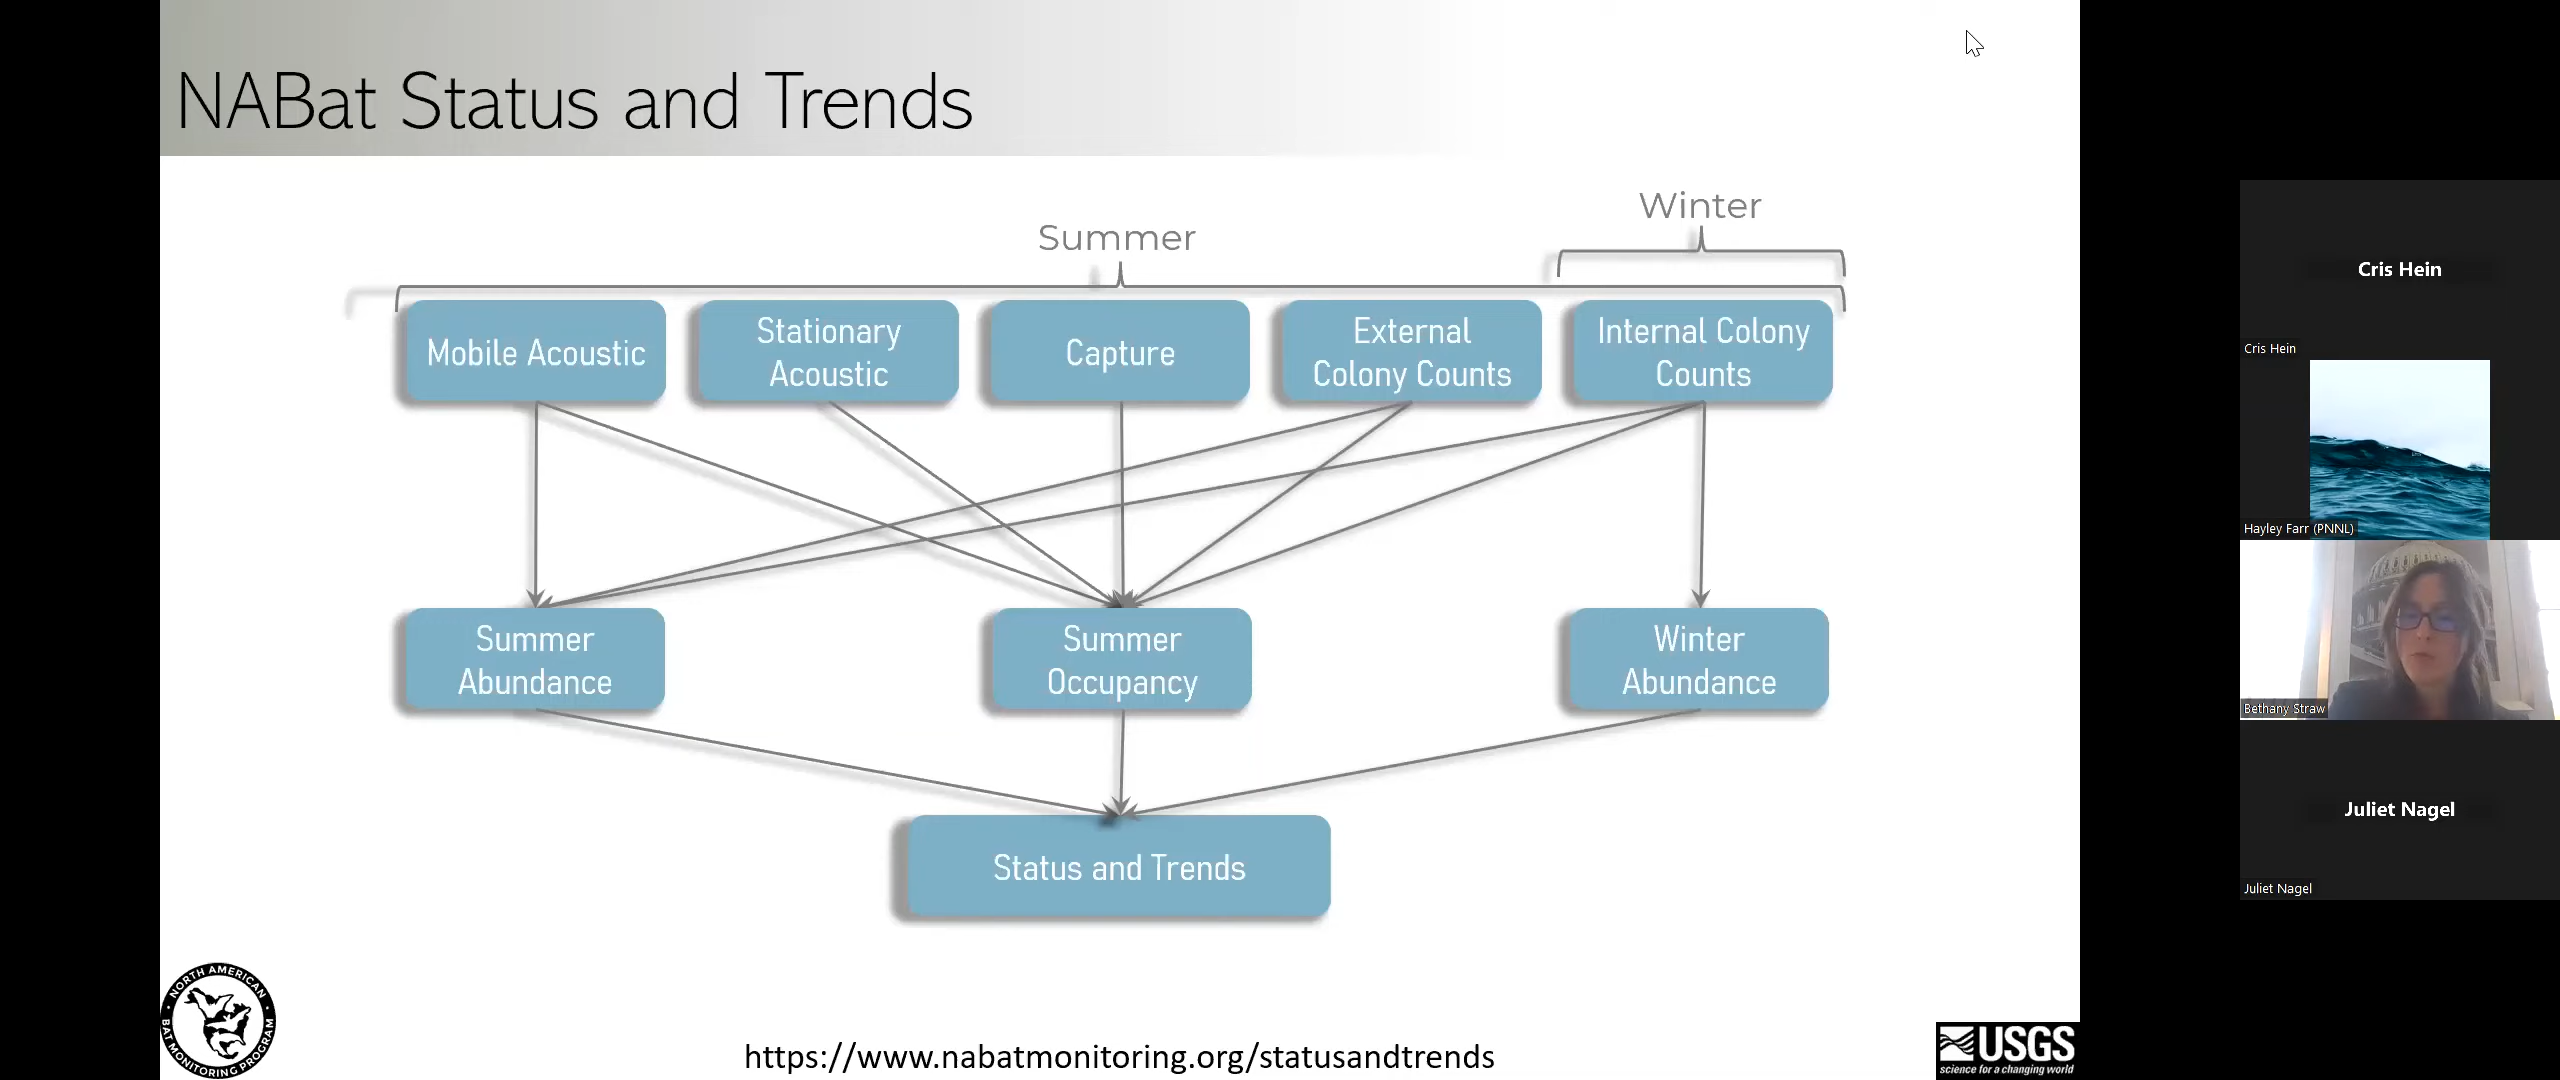 NABat Status and Trends
Winter
Summer
Mobile Acoustic
Stationary
Acoustic
Capture
External
Colony Counts
Internal Colony
Counts
Summer
Abundance
Summer
Occupancy
Winter
Abundance
Status and Trends
NORTH AMERICAN
BAT MONITORING PROGRAM
https://www.nabatmonitoring.org/statusandtrends
USGS
science for a changing world
Cris Hein
Cris Hein
Hayley Farr (PNNL)
Bethany Straw
Juliet Nagel
Juliet Nagel